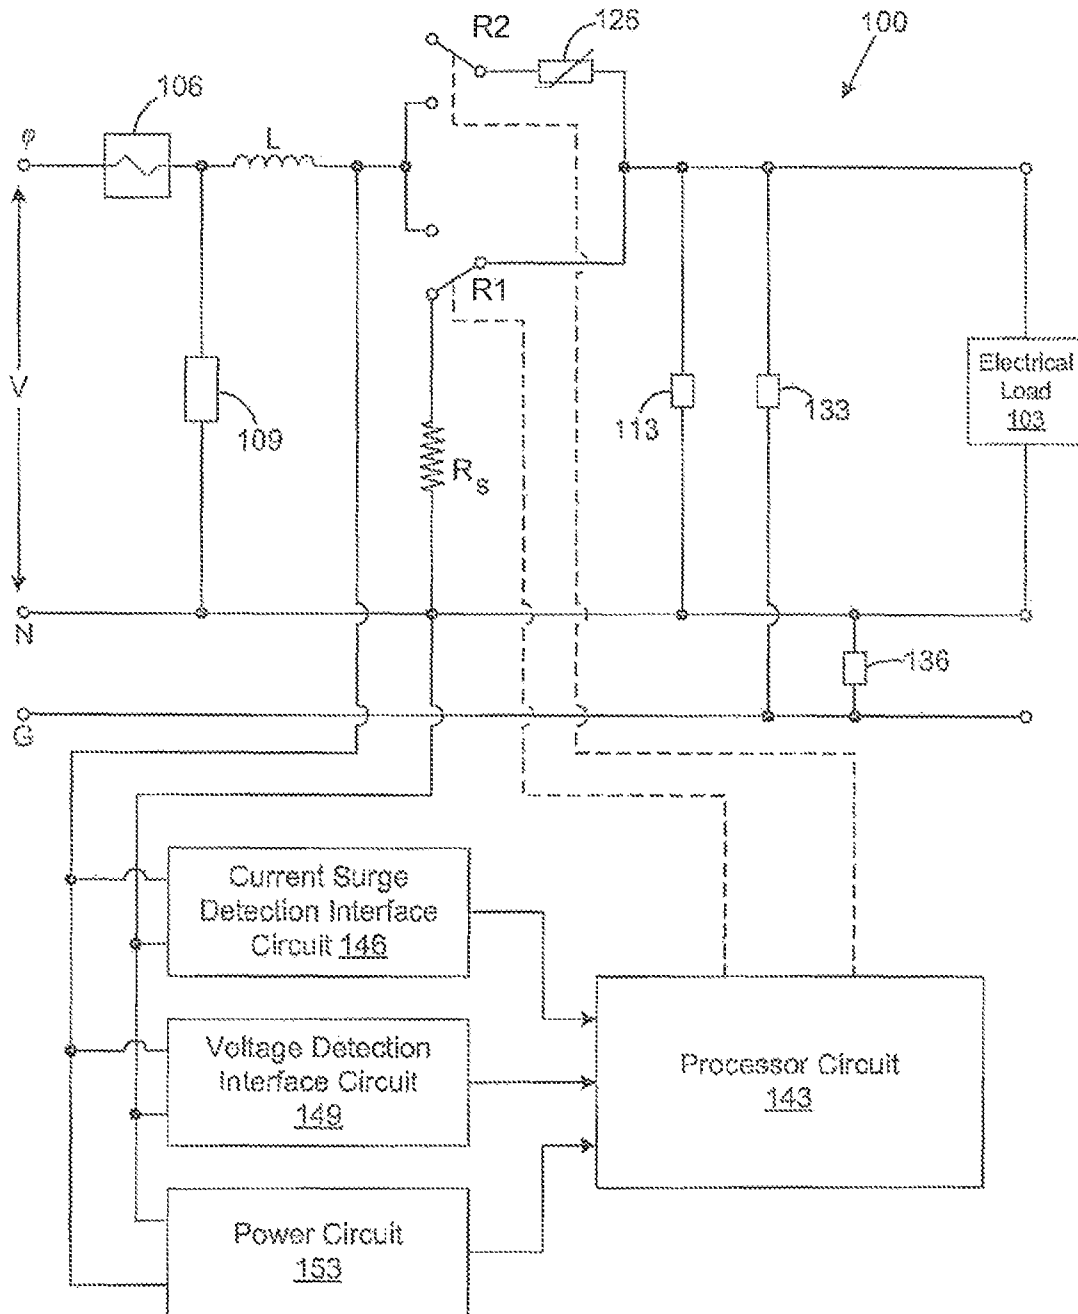 R2
126
100
106
φ
L
R1
V
109
Rs
113
133
Electrical
Load
103
N
136
G
Current Surge
Detection Interface
Circuit 146
Voltage Detection
Interface Circuit
149
Processor Circuit
143
Power Circuit
153